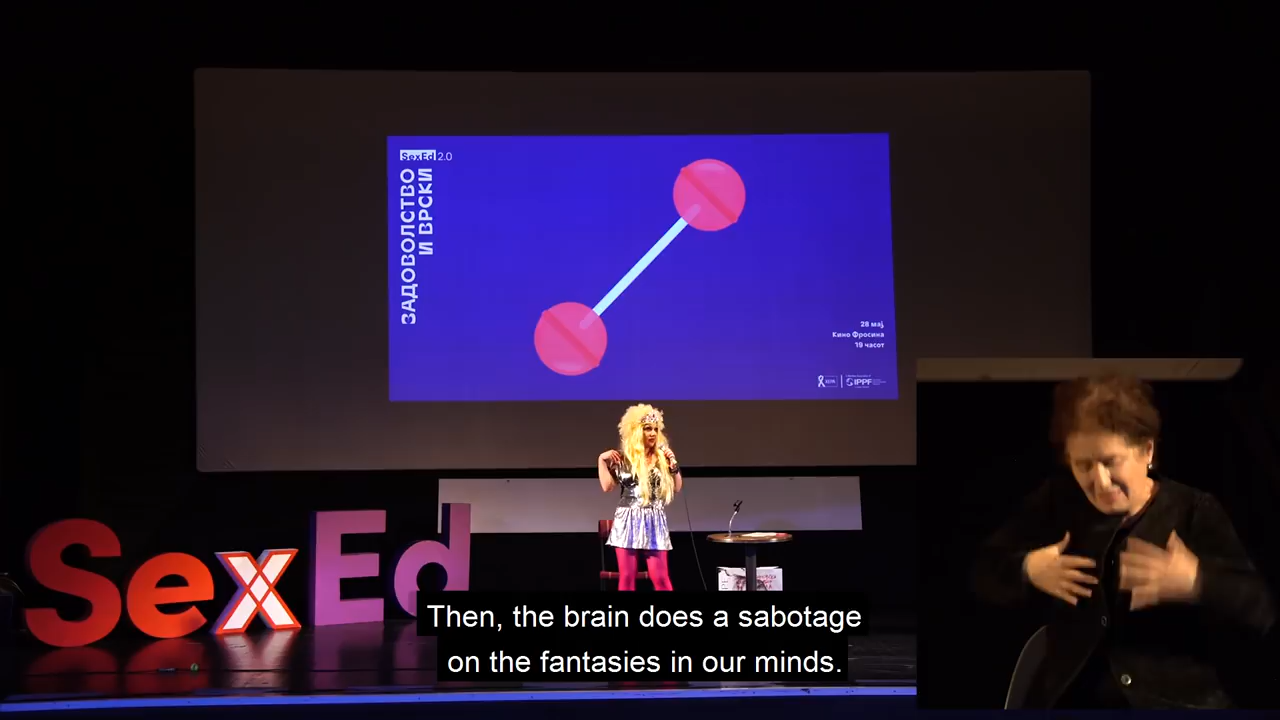 SexEd 2.0
ЗАДОВОЛСТВО
И ВРСКИ
28 мај,
Кино Фросина
19 часот
IPPF
SexEd
Then, the brain does a sabotage
on the fantasies in our minds.